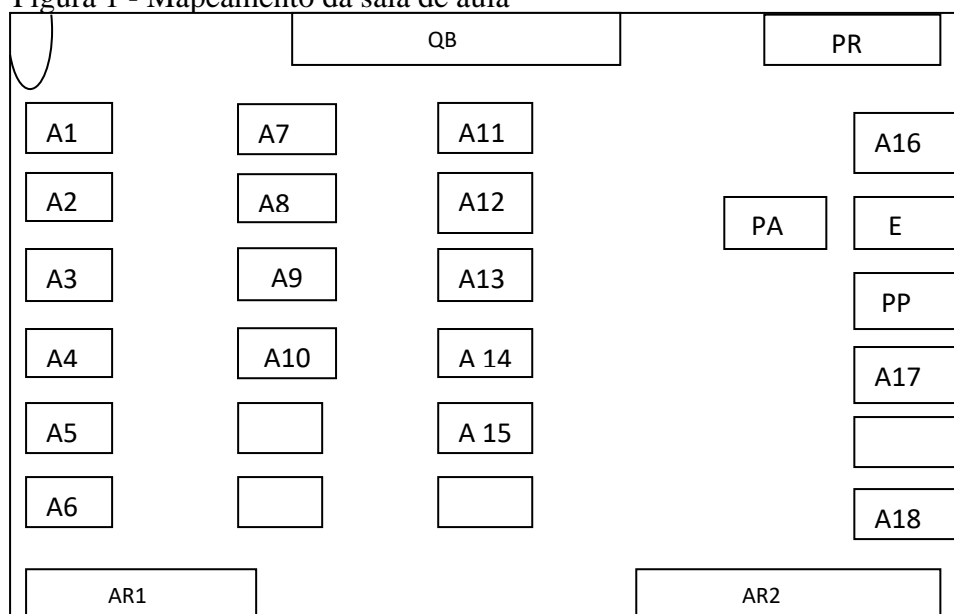 Figura 1 - Mapeamento da sala de aula
QB
PR
A1
A7
A11
A16
A2
A8
A12
PA
E
A3
A9
A13
PP
A4
A10
A 14
A17
A5
A 15
A6
A18
AR1
AR2